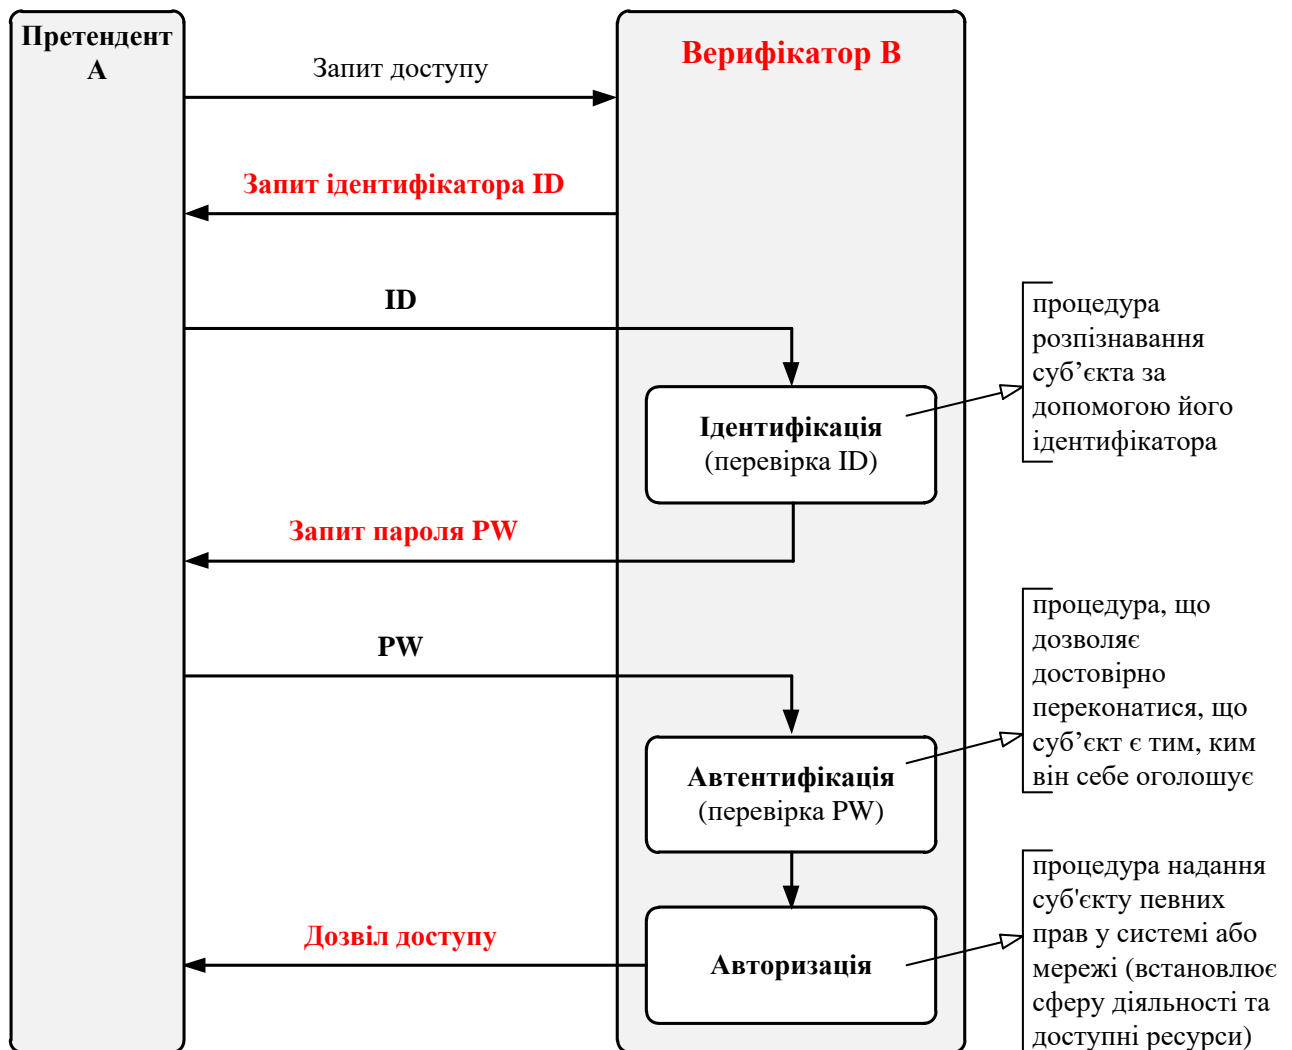 Претендент
А
Верифікатор В
Запит доступу
Запит ідентифікатора ID
ID
Ідентифікація
(перевірка ID)
процедура
розпізнавання
суб’єкта за
допомогою його
ідентифікатора
Запит пароля PW
PW
Автентифікація
(перевірка PW)
процедура, що
дозволяє
достовірно
переконатися, що
суб’єкт є тим, ким
він себе оголошує
Дозвіл доступу
Авторизація
процедура надання
суб'єкту певних
прав у системі або
мережі (встановлює
сферу діяльності та
доступні ресурси)